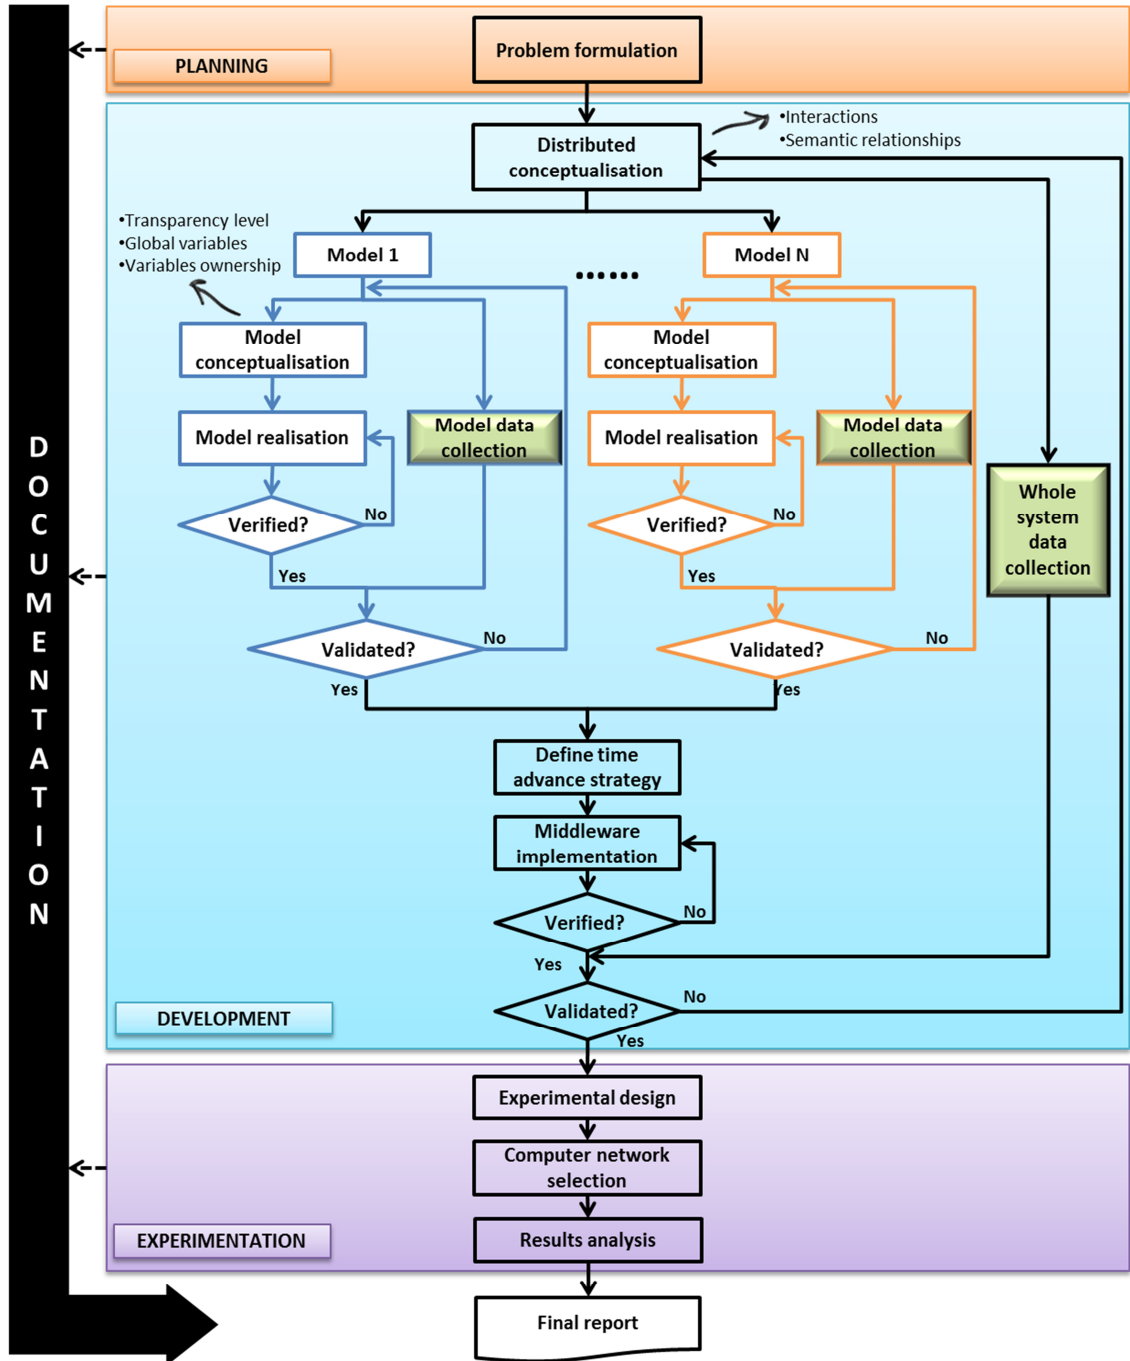 Problem formulation
PLANNING
•Interactions
•Semantic relationships
Distributed
conceptualisation
•Transparency level
•Global variables
•Variables ownership
Model 1
......
Model N
Model
conceptualisation
Model
conceptualisation
Model realisation
Model data
collection
Model realisation
Model data
collection
Whole
system
data
collection
Verified?
No
Verified?
No
Yes
Yes
Validated?
No
Validated?
No
Yes
Yes
Define time
advance strategy
Middleware
implementation
Verified?
No
Yes
Validated?
No
Yes
DEVELOPMENT
Experimental design
Computer network
selection
Results analysis
EXPERIMENTATION
Final report
DOCUMENTATION